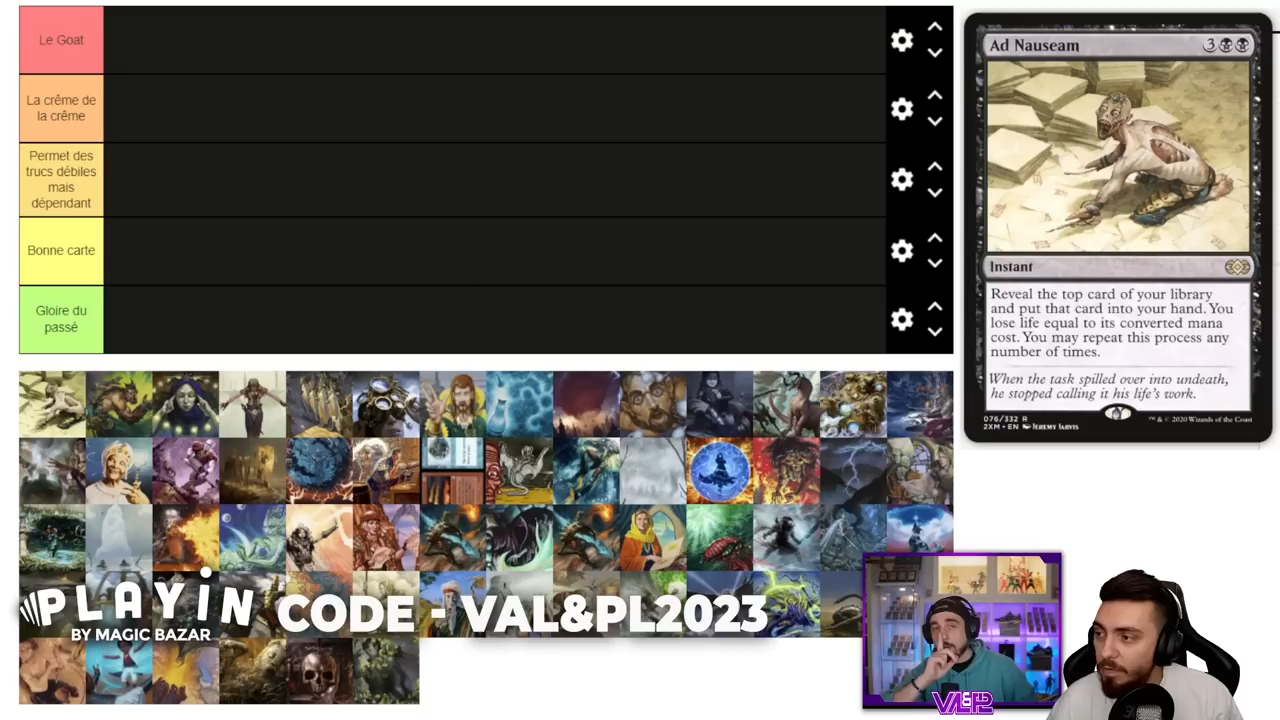 Le Goat
La crême de
la crême
Permet des
trucs débiles
mais
dépendant
Bonne carte
Gloire du
passé
Ad Nauseam
3
Instant
Reveal the top card of your library
and put that card into your hand. You
lose life equal to its converted mana
cost. You may repeat this process any
number of times.
When the task spilled over into undeath,
he stopped calling it his life's work.
076/332 R
2XM • EN Jeremy Jarvis
™ & © 2020 Wizards of the Coast
PLAYIN
BY MAGIC BAZAR
CODE - VAL&PL2023